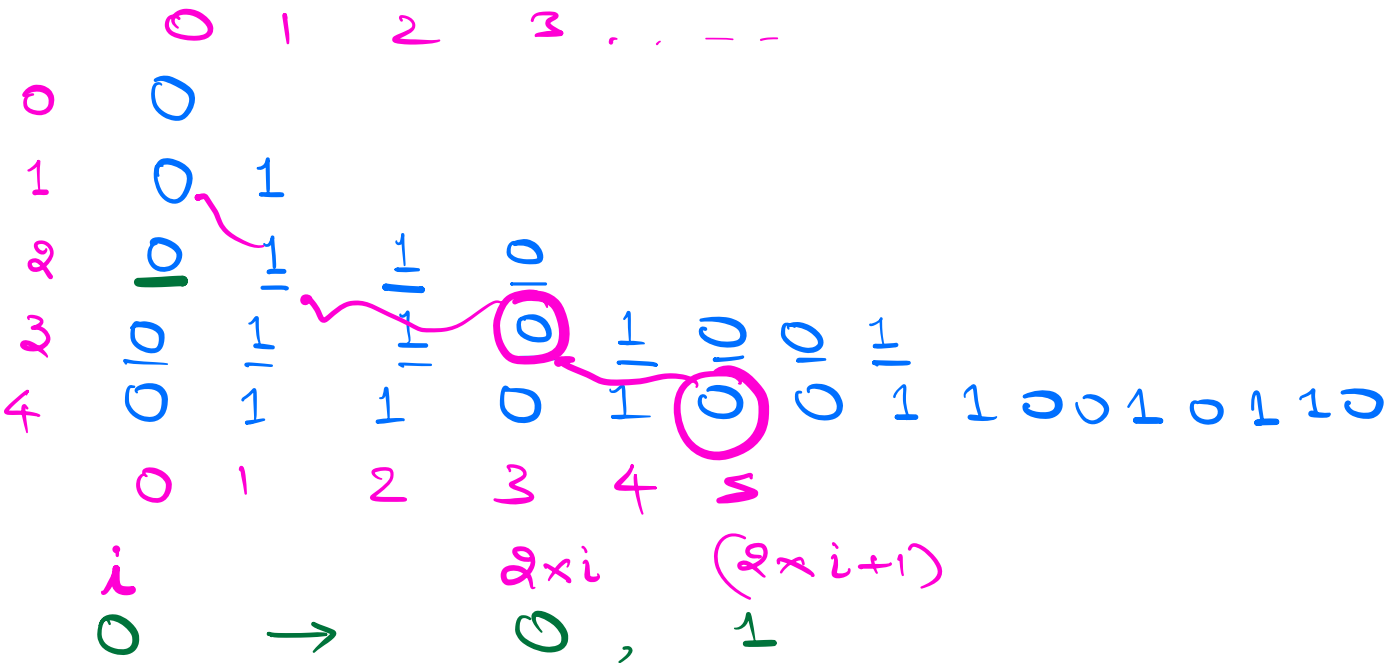 0 1 2 3 . . — –
0 0
1 0 1
2 0 1 1 0
3 0 1 1 0 1 0 0 1
4 0 1 1 0 1 0 0 1 1 0 0 1 0 1 1 0
0 1 2 3 4 5
i 2×i (2×i+1)
0 → 0 , 1